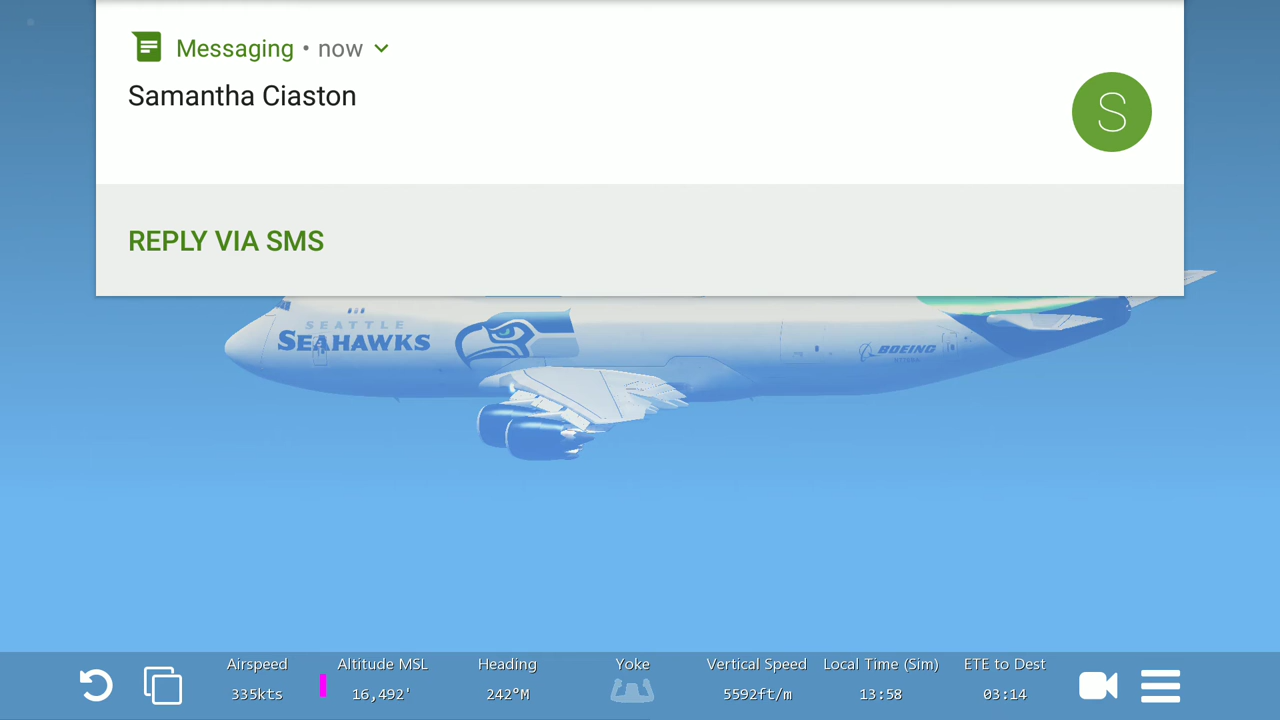 Messaging • now
Samantha Ciaston
S
REPLY VIA SMS
SEATTLE
SEAHAWKS
BOEING
Airspeed
335kts
Altitude MSL
16,492'
Heading
242°M
Yoke
Vertical Speed
5592ft/m
Local Time (Sim)
13:58
ETE to Dest
03:14